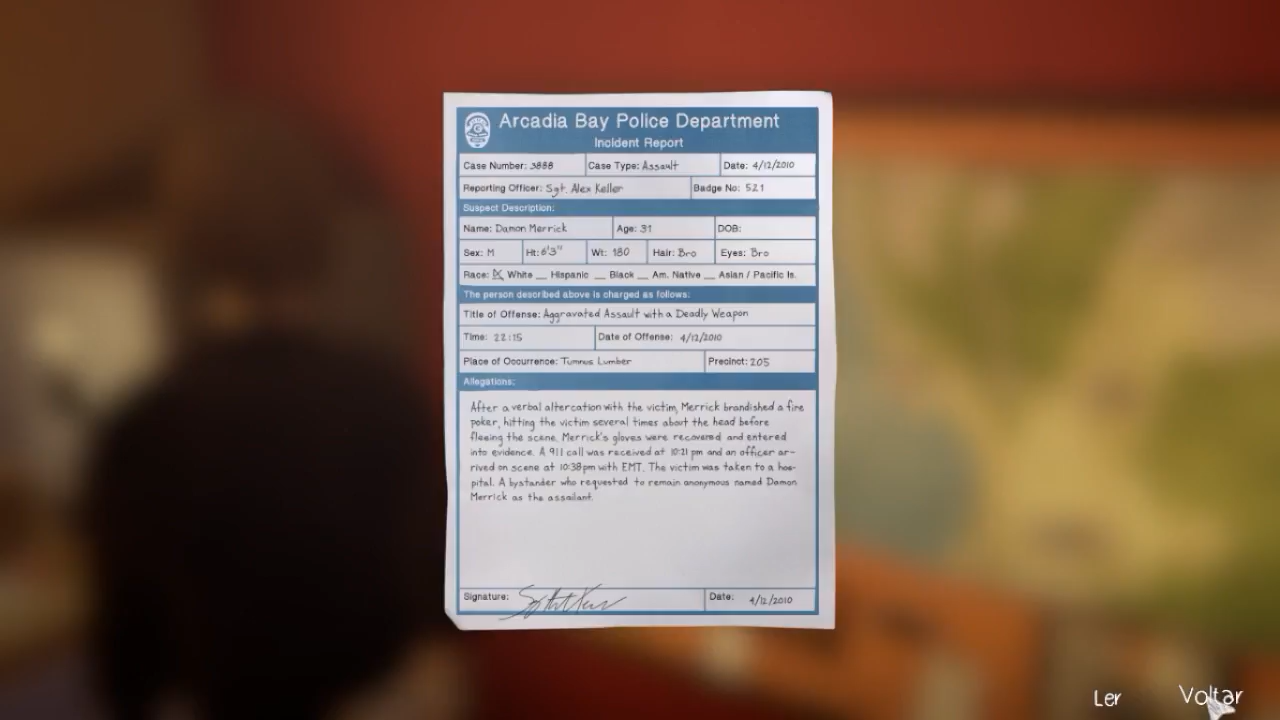 Arcadia Bay Police Department
Incident Report
Case Number: 3888 Case Type: Assault Date: 4/12/2010
Reporting Officer: Sgt. Alex Keller Badge No: 521
Suspect Description:
Name: Damon Merrick Age: 31 DOB:
Sex: M Ht: 6'3" Wt: 180 Hair: Bro Eyes: Bro
Race: X White __ Hispanic __ Black __ Am. Native __ Asian / Pacific Is.
The person described above is charged as follows:
Title of Offense: Aggravated Assault with a Deadly Weapon
Time: 22:15 Date of Offense: 4/12/2010
Place of Occurrence: Tumnus Lumber Precinct: 205
Allegations:
After a verbal altercation with the victim, Merrick brandished a fire
poker, hitting the victim several times about the head before
fleeing the scene. Merrick's gloves were recovered and entered
into evidence. A 911 call was received at 10:21 pm and an officer ar-
rived on scene at 10:38pm with EMT. The victim was taken to a hos-
pital. A bystander who requested to remain anonymous named Damon
Merrick as the assailant.
Signature: Date: 4/12/2010
Ler Voltar